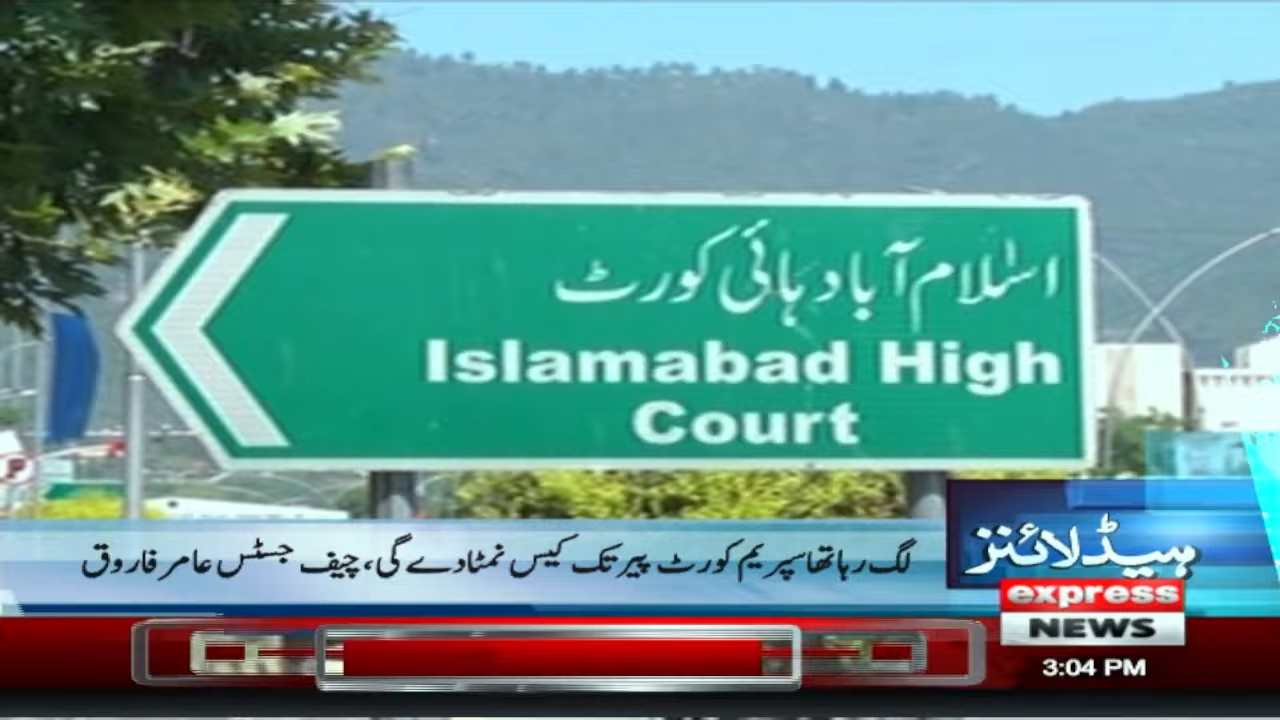 اسلام آباد ہائی کورٹ
Islamabad High
Court
ہیڈلائنز
لگ رہا تھا سپریم کورٹ پیر تک کیس نمٹا دے گی، چیف جسٹس عامر فاروق
express
NEWS
3:04 PM